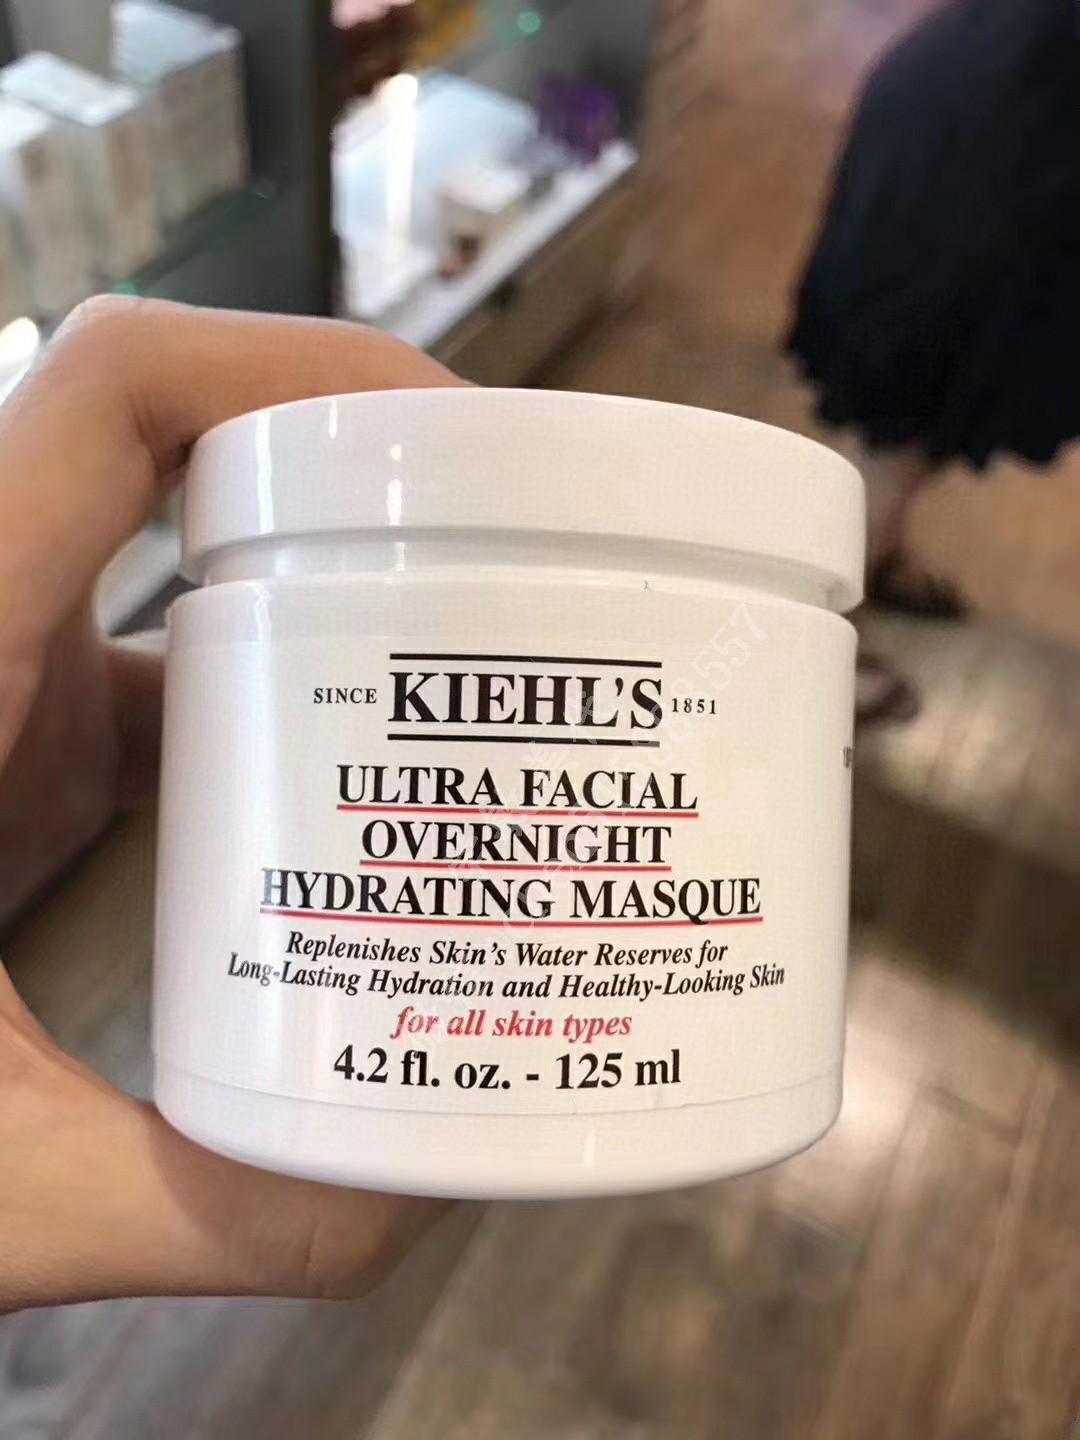 SINCE KIEHL'S 1851
ULTRA FACIAL
OVERNIGHT
HYDRATING MASQUE
Replenishes Skin's Water Reserves for
Long-Lasting Hydration and Healthy-Looking Skin
for all skin types
4.2 fl. oz. - 125 ml